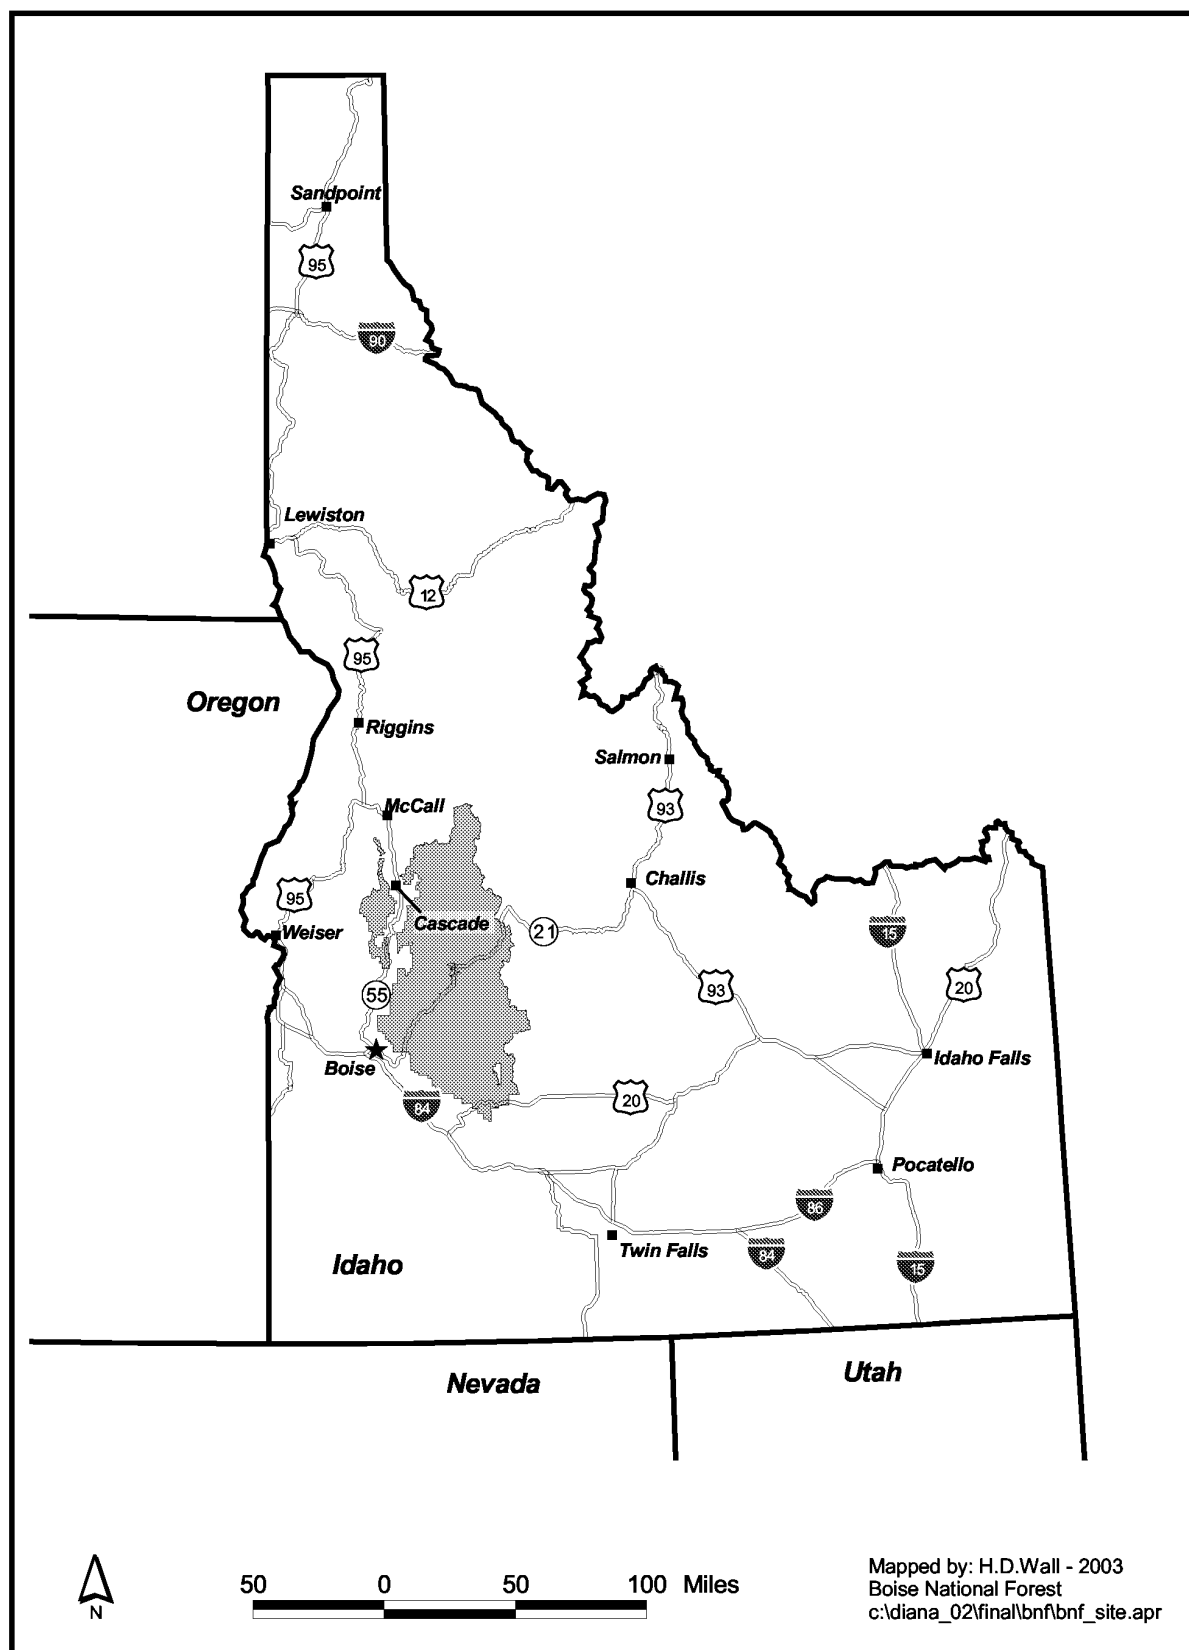 Sandpoint
95
90
Lewiston
12
95
Oregon
Riggins
Salmon
McCall
93
95
Challis
Cascade
Weiser
21
15
55
93
20
Boise
Idaho Falls
84
20
Pocatello
86
Twin Falls
84
15
Idaho
Nevada
Utah
N
50 0 50 100 Miles
Mapped by: H.D.Wall - 2003
Boise National Forest
c:\diana_02\final\bnf\bnf_site.apr